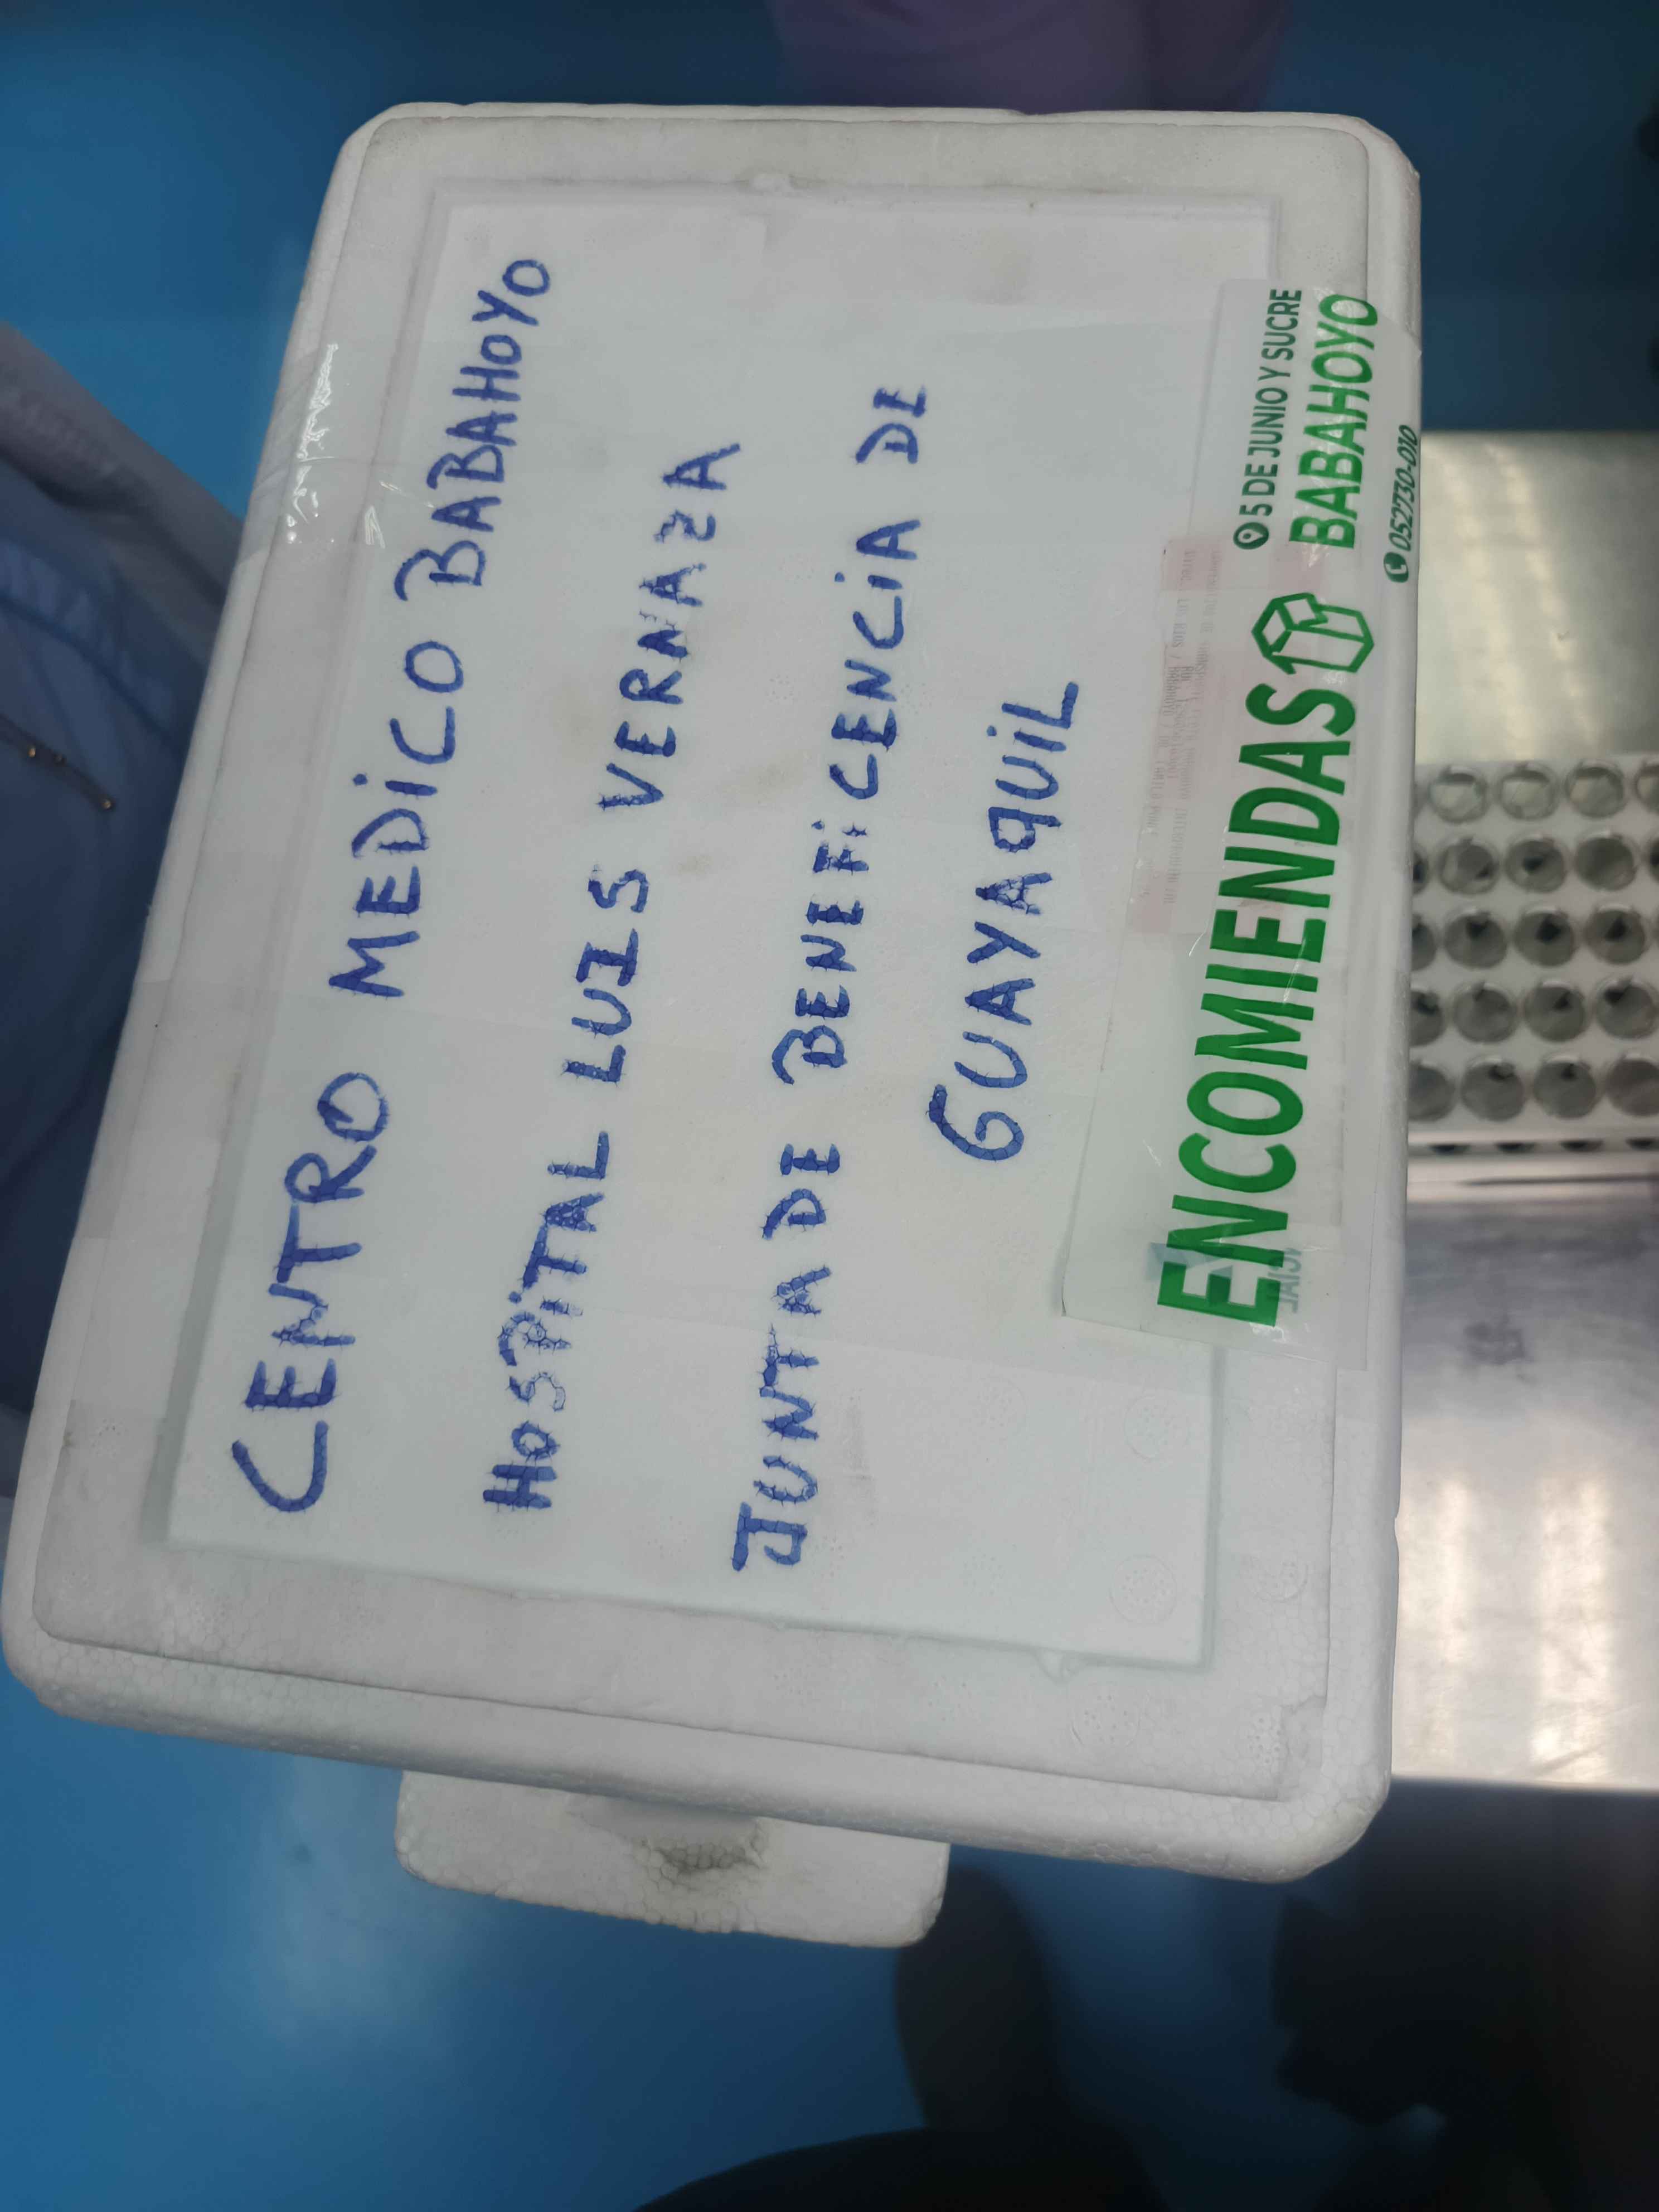 CENTRO MEDiCO BABAHOYO
HOSPiTAL LUIS VERNAZA
JUNTA DE BENEFiCENCiA DE
GUAYAqUiL
5 DE JUNIO Y SUCRE
ENCOMIENDAS BABAHOYO
052730-010